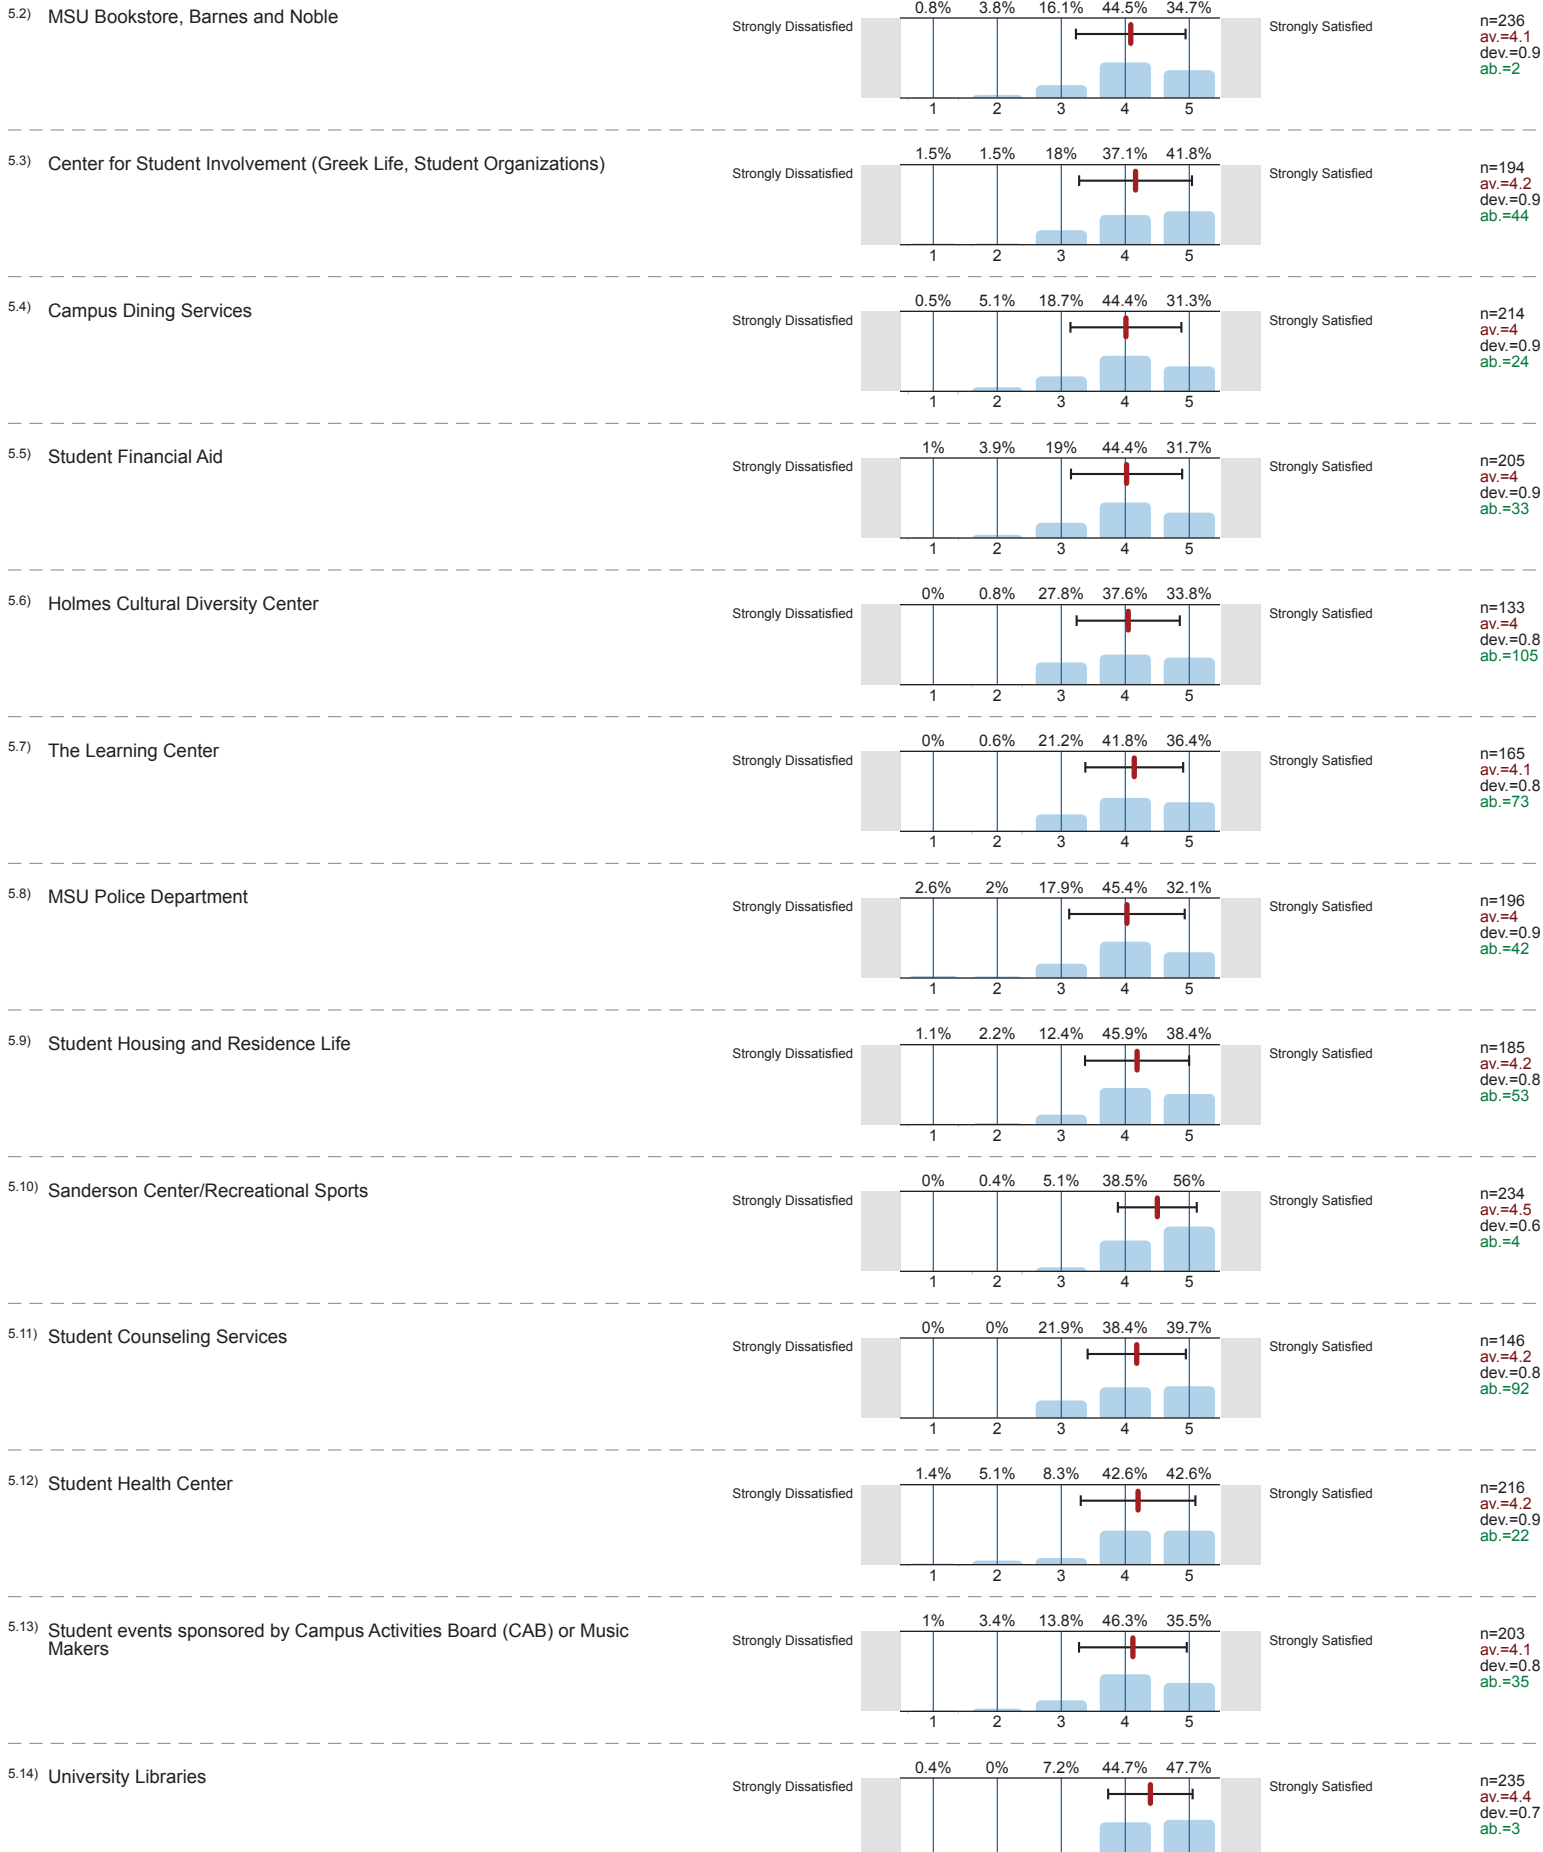 5.2) MSU Bookstore, Barnes and Noble
0.8% 3.8% 16.1% 44.5% 34.7%
Strongly Dissatisfied Strongly Satisfied
n=236
av.=4.1
dev.=0.9
ab.=2
1 2 3 4 5
5.3) Center for Student Involvement (Greek Life, Student Organizations)
1.5% 1.5% 18% 37.1% 41.8%
Strongly Dissatisfied Strongly Satisfied
n=194
av.=4.2
dev.=0.9
ab.=44
1 2 3 4 5
5.4) Campus Dining Services
0.5% 5.1% 18.7% 44.4% 31.3%
Strongly Dissatisfied Strongly Satisfied
n=214
av.=4
dev.=0.9
ab.=24
1 2 3 4 5
5.5) Student Financial Aid
1% 3.9% 19% 44.4% 31.7%
Strongly Dissatisfied Strongly Satisfied
n=205
av.=4
dev.=0.9
ab.=33
1 2 3 4 5
5.6) Holmes Cultural Diversity Center
0% 0.8% 27.8% 37.6% 33.8%
Strongly Dissatisfied Strongly Satisfied
n=133
av.=4
dev.=0.8
ab.=105
1 2 3 4 5
5.7) The Learning Center
0% 0.6% 21.2% 41.8% 36.4%
Strongly Dissatisfied Strongly Satisfied
n=165
av.=4.1
dev.=0.8
ab.=73
1 2 3 4 5
5.8) MSU Police Department
2.6% 2% 17.9% 45.4% 32.1%
Strongly Dissatisfied Strongly Satisfied
n=196
av.=4
dev.=0.9
ab.=42
1 2 3 4 5
5.9) Student Housing and Residence Life
1.1% 2.2% 12.4% 45.9% 38.4%
Strongly Dissatisfied Strongly Satisfied
n=185
av.=4.2
dev.=0.8
ab.=53
1 2 3 4 5
5.10) Sanderson Center/Recreational Sports
0% 0.4% 5.1% 38.5% 56%
Strongly Dissatisfied Strongly Satisfied
n=234
av.=4.5
dev.=0.6
ab.=4
1 2 3 4 5
5.11) Student Counseling Services
0% 0% 21.9% 38.4% 39.7%
Strongly Dissatisfied Strongly Satisfied
n=146
av.=4.2
dev.=0.8
ab.=92
1 2 3 4 5
5.12) Student Health Center
1.4% 5.1% 8.3% 42.6% 42.6%
Strongly Dissatisfied Strongly Satisfied
n=216
av.=4.2
dev.=0.9
ab.=22
1 2 3 4 5
5.13) Student events sponsored by Campus Activities Board (CAB) or Music
Makers
1% 3.4% 13.8% 46.3% 35.5%
Strongly Dissatisfied Strongly Satisfied
n=203
av.=4.1
dev.=0.8
ab.=35
1 2 3 4 5
5.14) University Libraries
0.4% 0% 7.2% 44.7% 47.7%
Strongly Dissatisfied Strongly Satisfied
n=235
av.=4.4
dev.=0.7
ab.=3